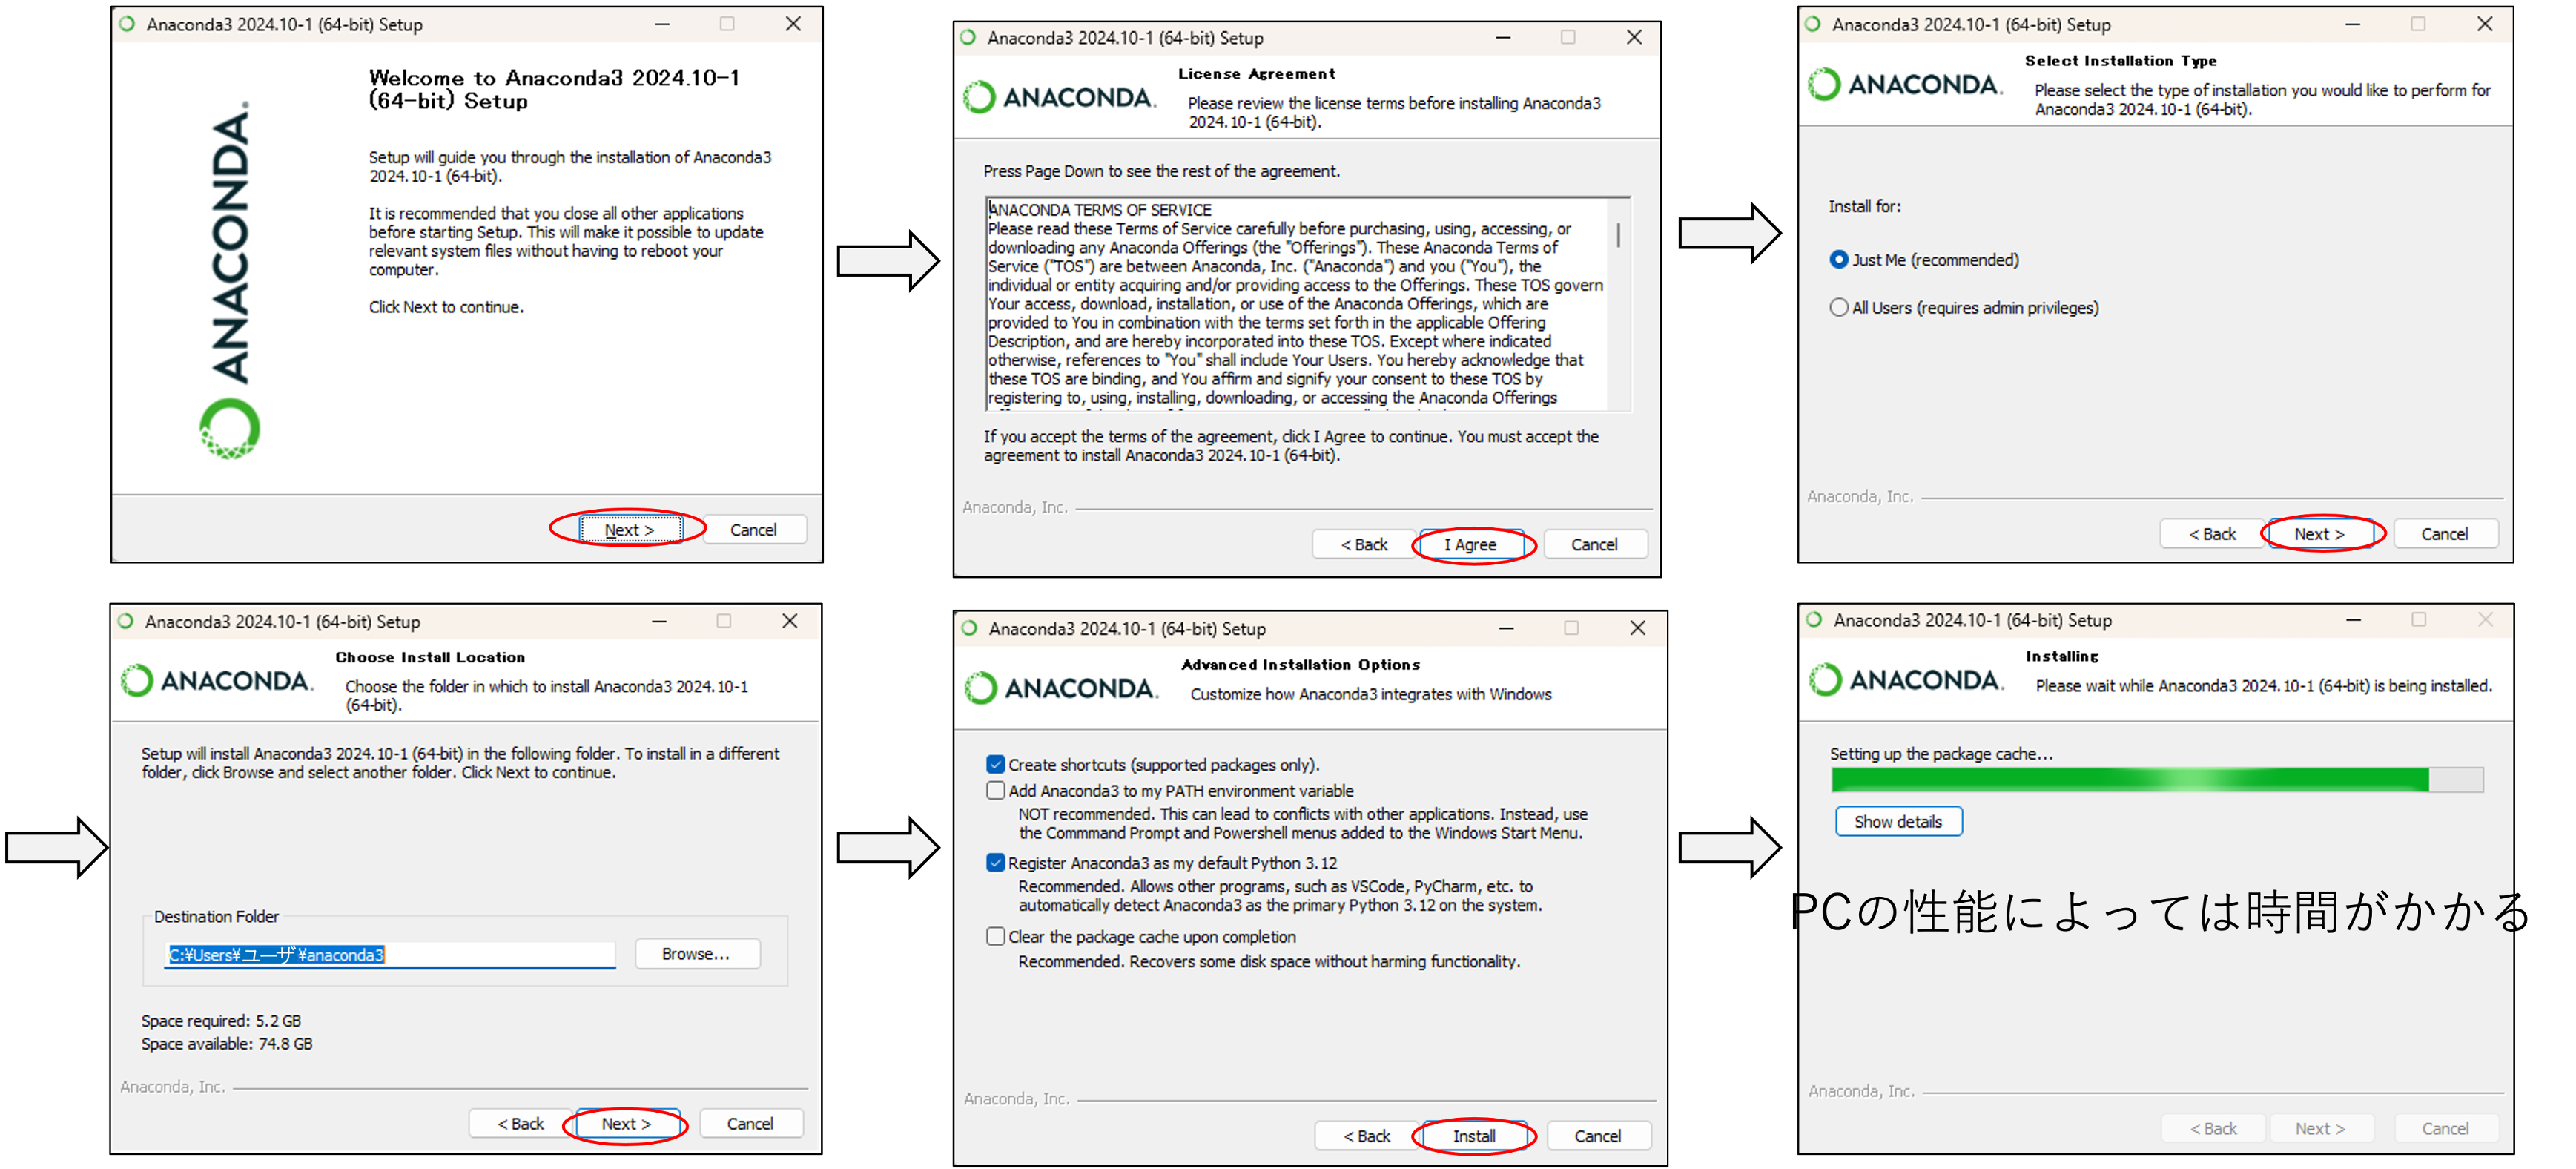 Anaconda3 2024.10-1 (64-bit) Setup
ANACONDA.
Welcome to Anaconda3 2024.10-1
(64-bit) Setup
Setup will guide you through the installation of Anaconda3
2024.10-1 (64-bit).
It is recommended that you close all other applications
before starting Setup. This will make it possible to update
relevant system files without having to reboot your
computer.
Click Next to continue.
Next >
Cancel
Anaconda3 2024.10-1 (64-bit) Setup
ANACONDA.
License Agreement
Please review the license terms before installing Anaconda3
2024.10-1 (64-bit).
Press Page Down to see the rest of the agreement.
ANACONDA TERMS OF SERVICE
Please read these Terms of Service carefully before purchasing, using, accessing, or
downloading any Anaconda Offerings (the "Offerings"). These Anaconda Terms of
Service ("TOS") are between Anaconda, Inc. ("Anaconda") and you ("You"), the
individual or entity acquiring and/or providing access to the Offerings. These TOS govern
Your access, download, installation, or use of the Anaconda Offerings, which are
provided to You in combination with the terms set forth in the applicable Offering
Description, and are hereby incorporated into these TOS. Except where indicated
otherwise, references to "You" shall include Your Users. You hereby acknowledge that
these TOS are binding, and You affirm and signify your consent to these TOS by
registering to, using, installing, downloading, or accessing the Anaconda Offerings
If you accept the terms of the agreement, click I Agree to continue. You must accept the
agreement to install Anaconda3 2024.10-1 (64-bit).
Anaconda, Inc.
< Back
I Agree
Cancel
Anaconda3 2024.10-1 (64-bit) Setup
ANACONDA.
Select Installation Type
Please select the type of installation you would like to perform for
Anaconda3 2024.10-1 (64-bit).
Install for:
Just Me (recommended)
All Users (requires admin privileges)
Anaconda, Inc.
< Back
Next >
Cancel
Anaconda3 2024.10-1 (64-bit) Setup
ANACONDA.
Choose Install Location
Choose the folder in which to install Anaconda3 2024.10-1
(64-bit).
Setup will install Anaconda3 2024.10-1 (64-bit) in the following folder. To install in a different
folder, click Browse and select another folder. Click Next to continue.
Destination Folder
C:¥Users¥ユーザ¥anaconda3
Browse...
Space required: 5.2 GB
Space available: 74.8 GB
Anaconda, Inc.
< Back
Next >
Cancel
Anaconda3 2024.10-1 (64-bit) Setup
ANACONDA.
Advanced Installation Options
Customize how Anaconda3 integrates with Windows
Create shortcuts (supported packages only).
Add Anaconda3 to my PATH environment variable
NOT recommended. This can lead to conflicts with other applications. Instead, use
the Commmand Prompt and Powershell menus added to the Windows Start Menu.
Register Anaconda3 as my default Python 3.12
Recommended. Allows other programs, such as VSCode, PyCharm, etc. to
automatically detect Anaconda3 as the primary Python 3.12 on the system.
Clear the package cache upon completion
Recommended. Recovers some disk space without harming functionality.
Anaconda, Inc.
< Back
Install
Cancel
Anaconda3 2024.10-1 (64-bit) Setup
ANACONDA.
Installing
Please wait while Anaconda3 2024.10-1 (64-bit) is being installed.
Setting up the package cache...
Show details
PCの性能によっては時間がかかる
Anaconda, Inc.
< Back
Next >
Cancel